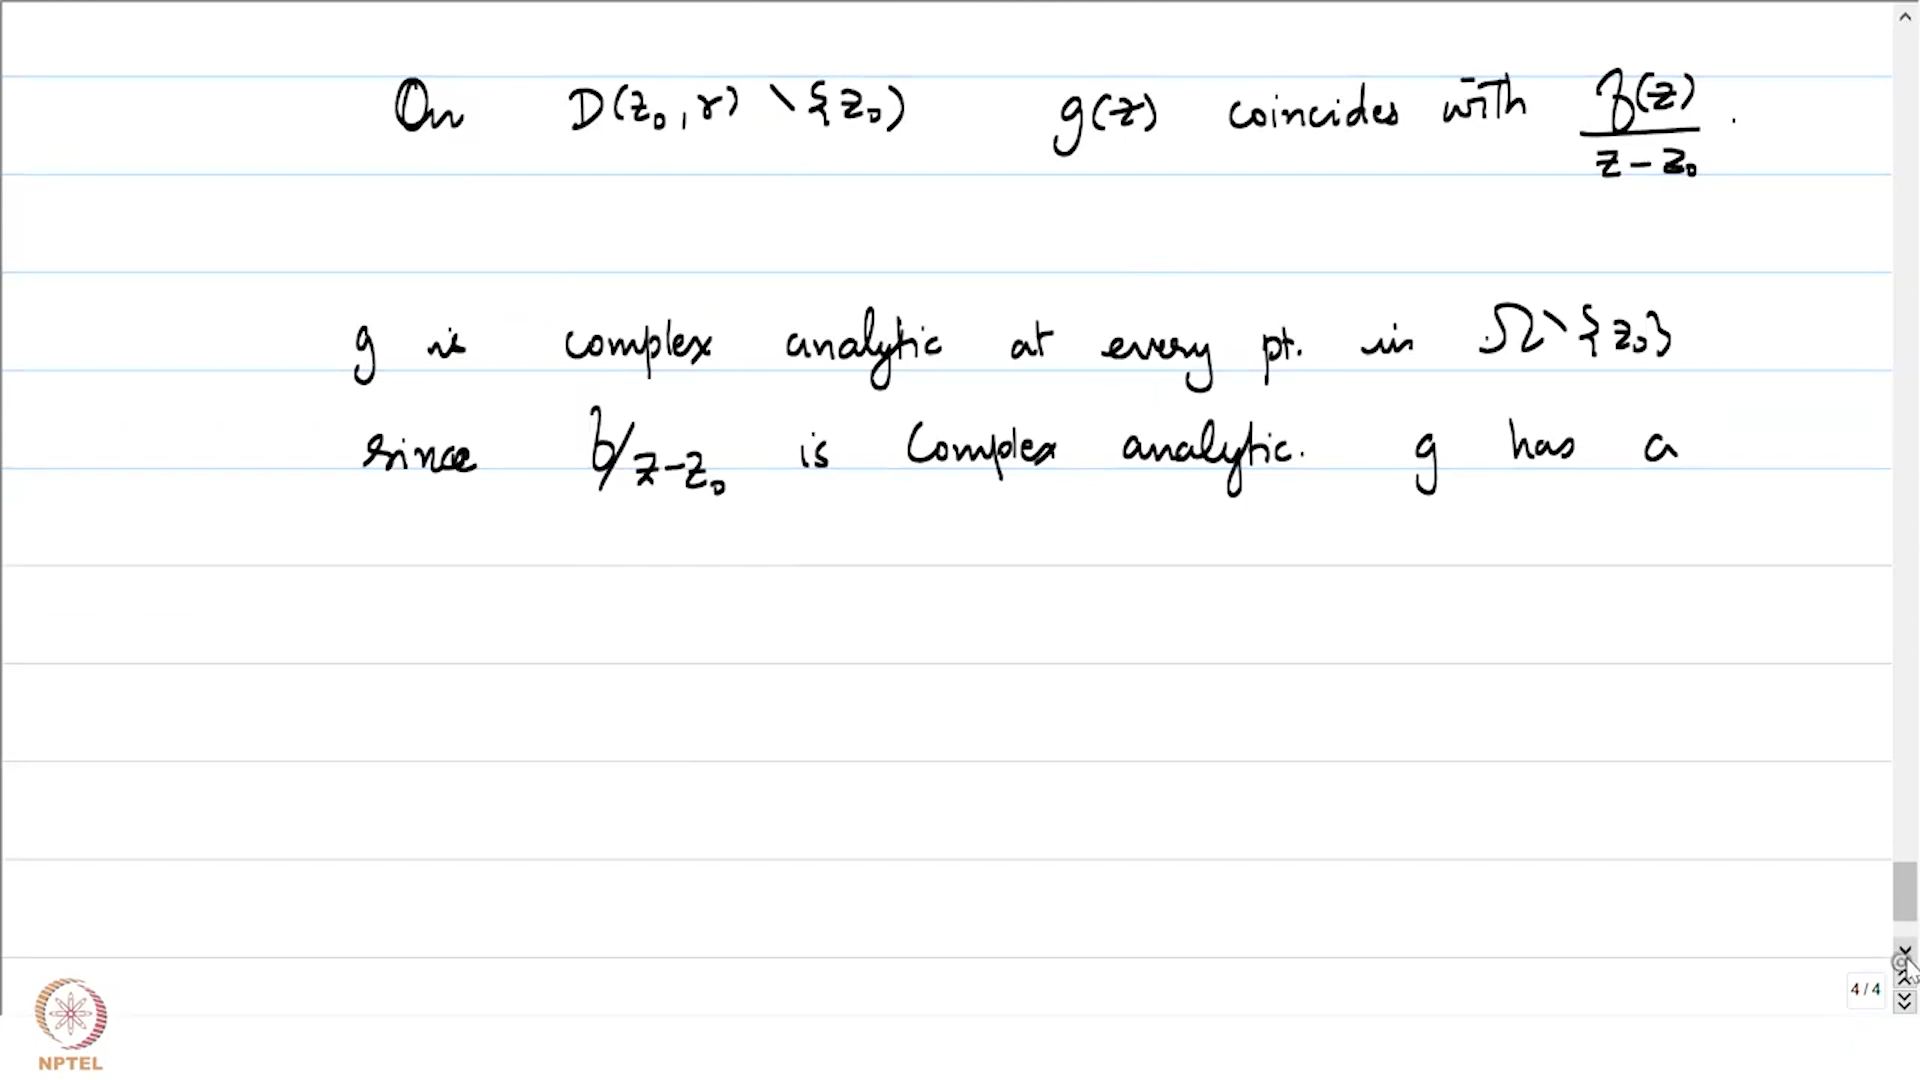 On D(z₀, r) \ {z₀) g(z) coincides with f(z)/(z − z₀) .
g is complex analytic at every pt. in Ω \ {z₀}
since f/z−z₀ is Complex analytic. g has a
4 / 4
NPTEL